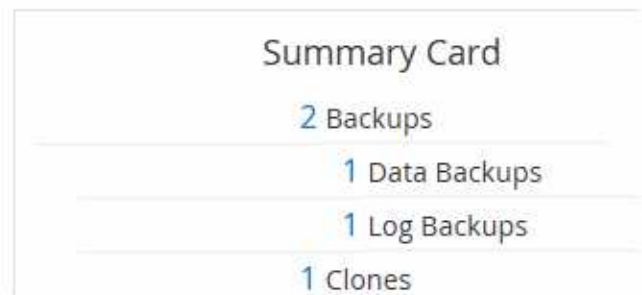 Summary Card
2 Backups
1 Data Backups
1 Log Backups
1 Clones